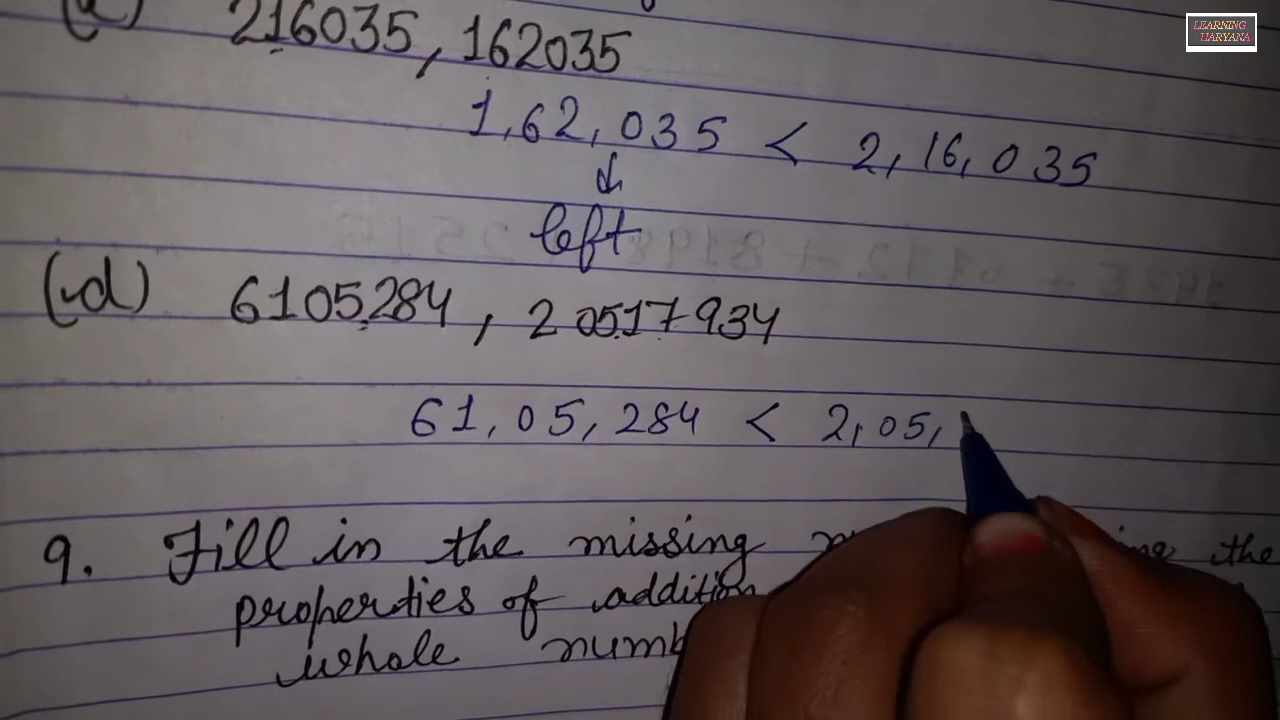 216035, 162035
1,62,035 < 2,16,035
left
(d) 6105284, 20517934
61,05,284 < 2,05,
9. Fill in the missing the
properties of addition
whole
LEARNING
HARYANA